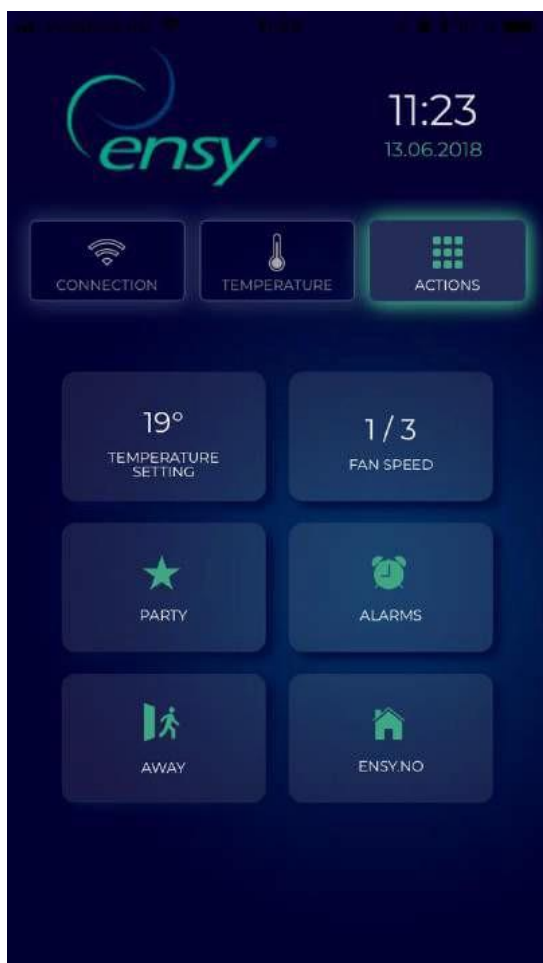 ensy®
11:23
13.06.2018
CONNECTION
TEMPERATURE
ACTIONS
19°
TEMPERATURE
SETTING
1 / 3
FAN SPEED
PARTY
ALARMS
AWAY
ENSY.NO